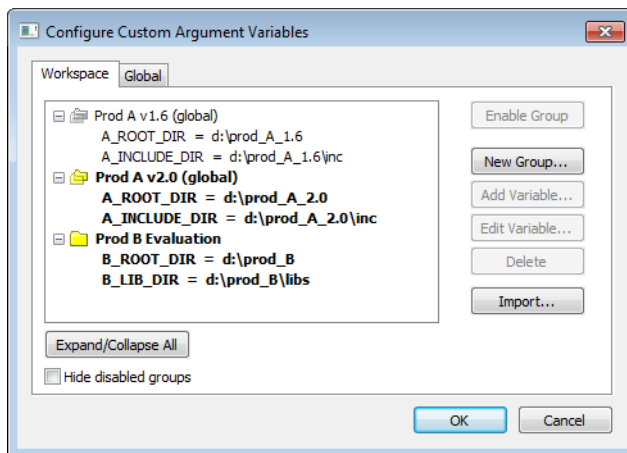 Configure Custom Argument Variables
Workspace
Global
Prod A v1.6 (global)
A_ROOT_DIR = d:\prod_A_1.6
A_INCLUDE_DIR = d:\prod_A_1.6\inc
Prod A v2.0 (global)
A_ROOT_DIR = d:\prod_A_2.0
A_INCLUDE_DIR = d:\prod_A_2.0\inc
Prod B Evaluation
B_ROOT_DIR = d:\prod_B
B_LIB_DIR = d:\prod_B\libs
Enable Group
New Group...
Add Variable...
Edit Variable...
Delete
Import...
Expand/Collapse All
Hide disabled groups
OK
Cancel